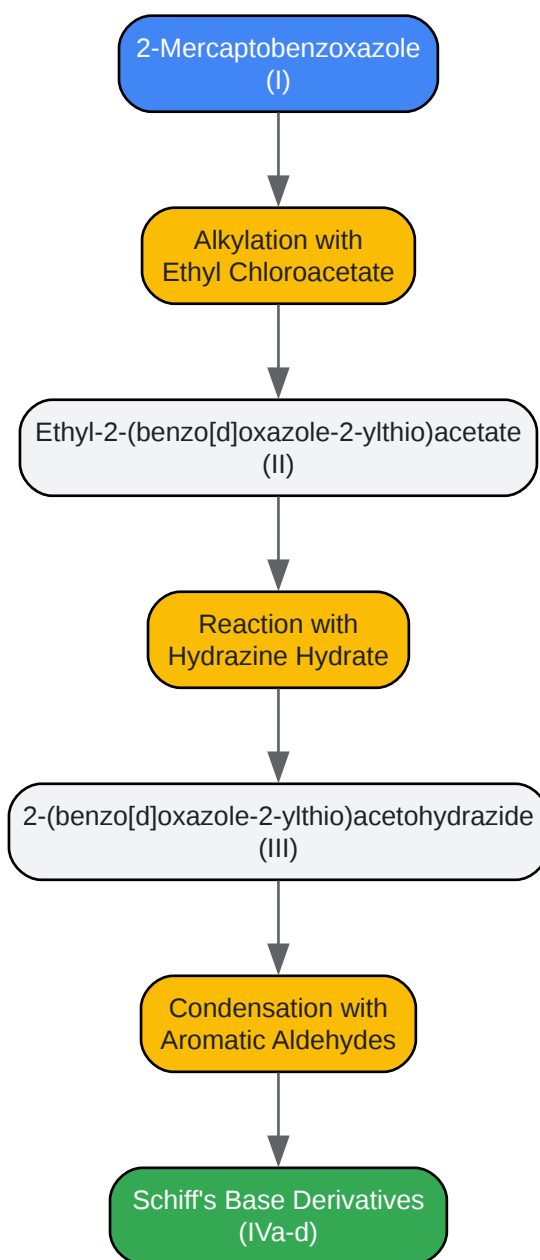 2-Mercaptobenzoxazole
(I)
Alkylation with
Ethyl Chloroacetate
Ethyl-2-(benzo[d]oxazole-2-ylthio)acetate
(II)
Reaction with
Hydrazine Hydrate
2-(benzo[d]oxazole-2-ylthio)acetohydrazide
(III)
Condensation with
Aromatic Aldehydes
Schiff's Base Derivatives
(IVa-d)